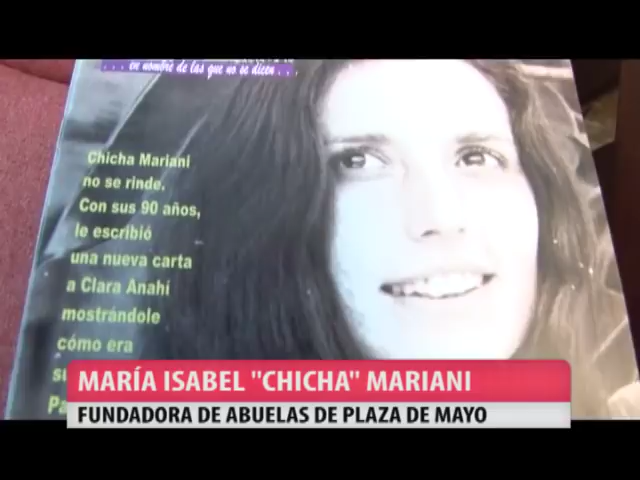 ... en nombre de las que no se dicen ...
Chicha Mariani
no se rinde.
Con sus 90 años,
le escribió
una nueva carta
a Clara Anahí
mostrándole
cómo era
MARÍA ISABEL "CHICHA" MARIANI
FUNDADORA DE ABUELAS DE PLAZA DE MAYO